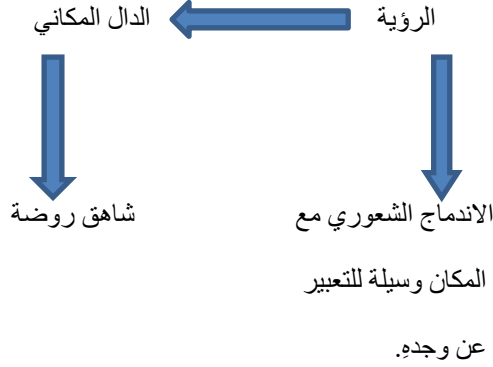 الرؤية
الدال المكاني
الاندماج الشعوري مع
شاهق روضة
المكان وسيلة للتعبير
عن وجدهِ.